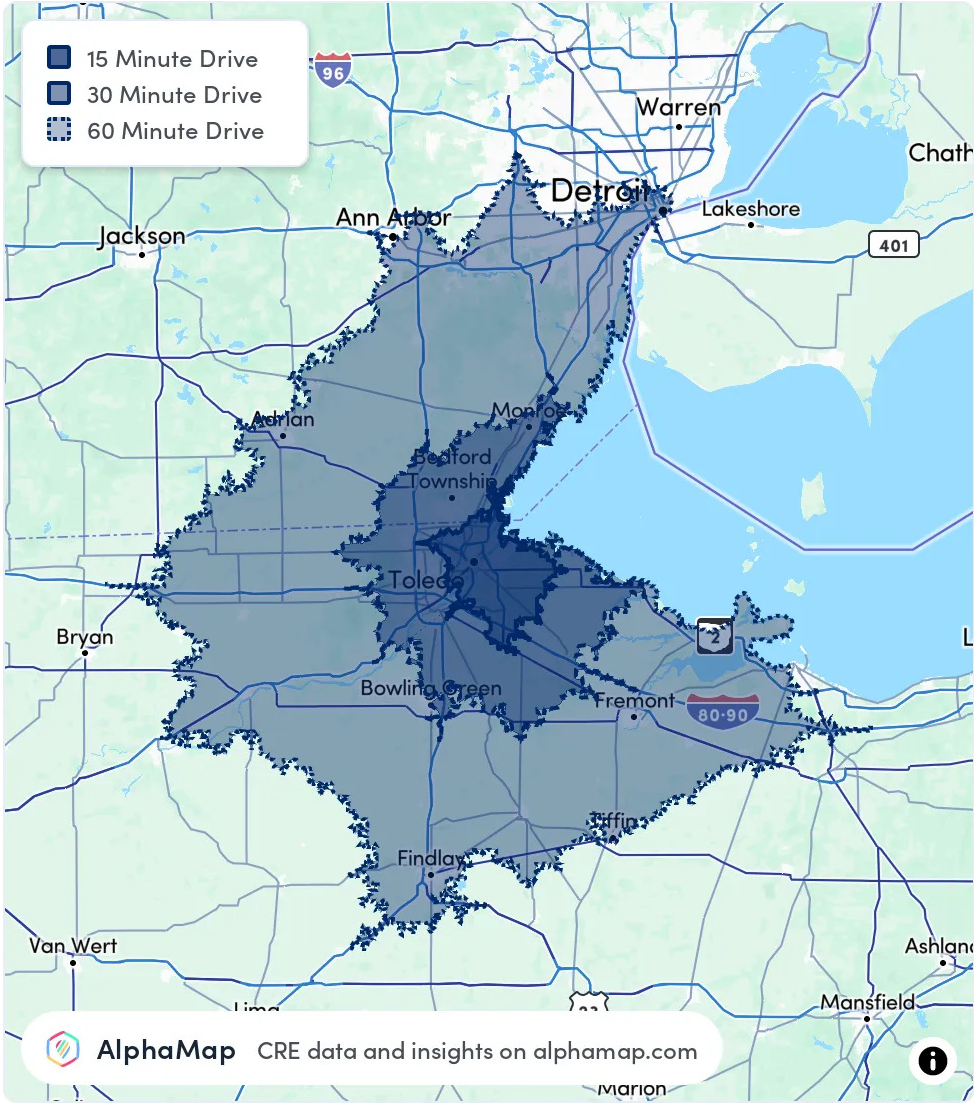 15 Minute Drive
30 Minute Drive
60 Minute Drive
96
Warren
Chath
Detroit
Ann Arbor
Lakeshore
Jackson
401
Adrian
Monroe
Bedford
Township
Toledo
Bryan
2
Bowling Green
Fremont
80-90
Tiffin
Findlay
Van Wert
Ashland
Mansfield
Lima
23
AlphaMap
CRE data and insights on alphamap.com
Marion